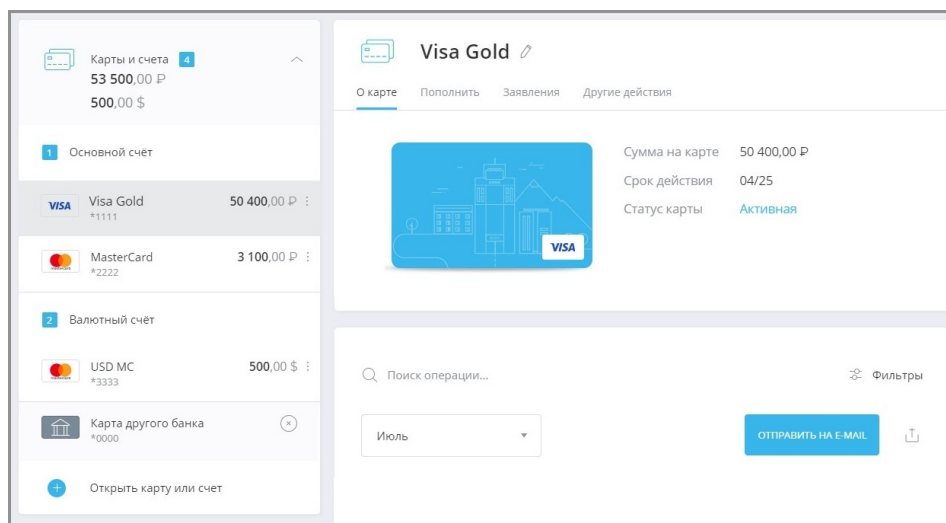 Карты и счета 4
53 500,00 ₽
500,00 $
1 Основной счёт
VISA Visa Gold 50 400,00 ₽
*1111
MasterCard 3 100,00 ₽
*2222
2 Валютный счёт
USD MC 500,00 $
*3333
Карта другого банка
*0000
Открыть карту или счет
Visa Gold
О карте Пополнить Заявления Другие действия
Сумма на карте 50 400,00 ₽
Срок действия 04/25
Статус карты Активная
VISA
Поиск операции... Фильтры
Июль ОТПРАВИТЬ НА E-MAIL